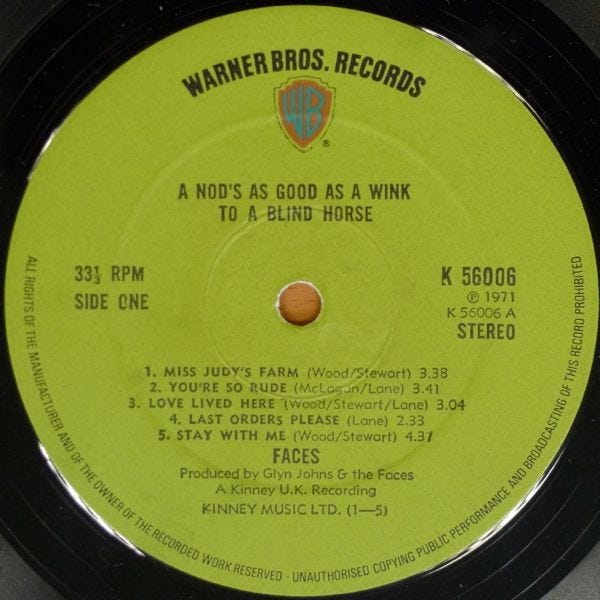 WARNER BROS. RECORDS
WB
®
A NOD'S AS GOOD AS A WINK
TO A BLIND HORSE
33⅓ RPM
SIDE ONE
K 56006
℗ 1971
K 56006 A
STEREO
1. MISS JUDY'S FARM (Wood/Stewart) 3.38
2. YOU'RE SO RUDE (McLagan/Lane) 3.41
3. LOVE LIVED HERE (Wood/Stewart/Lane) 3.04
4. LAST ORDERS PLEASE (Lane) 2.33
5. STAY WITH ME (Wood/Stewart) 4.37
FACES
Produced by Glyn Johns & the Faces
A Kinney U.K. Recording
KINNEY MUSIC LTD. (1—5)
ALL RIGHTS OF THE MANUFACTURER AND OF THE OWNER OF THE RECORDED WORK RESERVED · UNAUTHORISED COPYING PUBLIC PERFORMANCE AND BROADCASTING OF THIS RECORD PROHIBITED